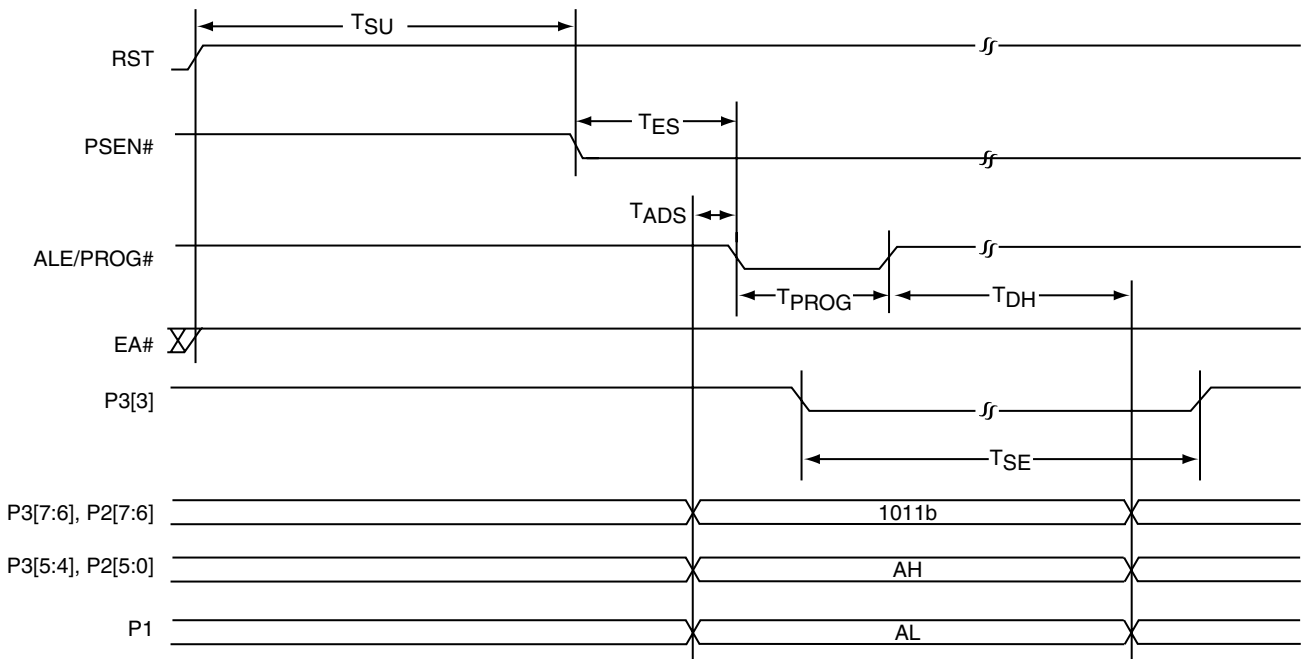 TSU
RST
TES
PSEN#
TADS
ALE/PROG#
TPROG
TDH
EA#
P3[3]
TSE
P3[7:6], P2[7:6]
1011b
P3[5:4], P2[5:0]
AH
P1
AL